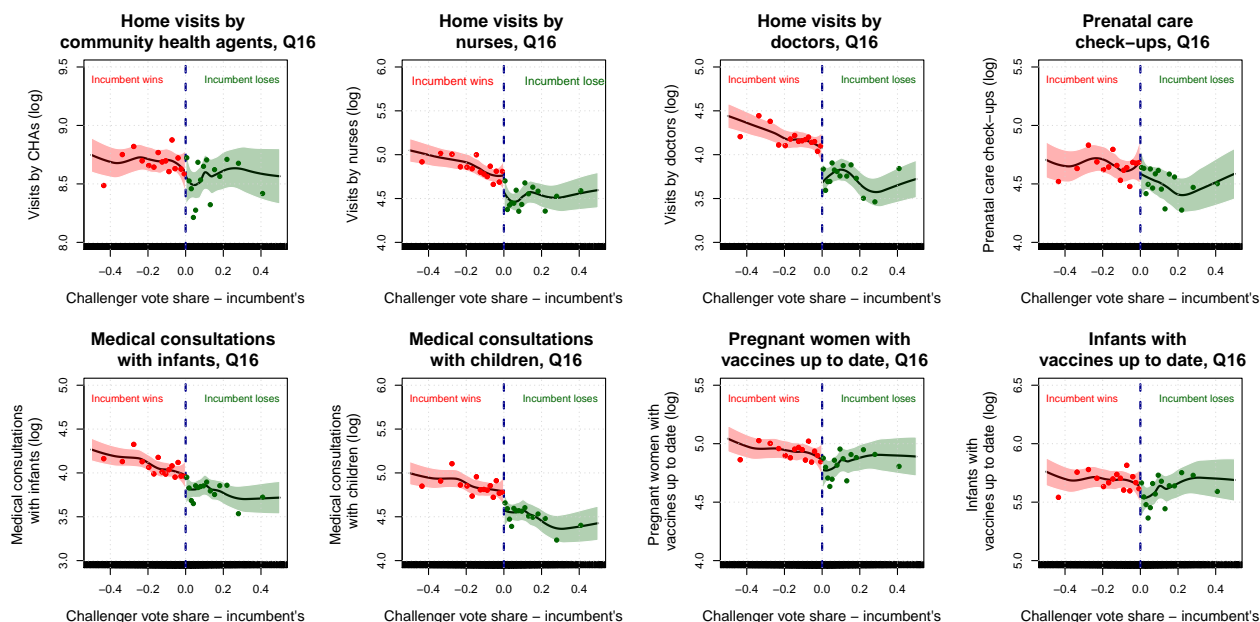 Home visits by
community health agents, Q16
Incumbent wins
Incumbent loses
Visits by CHAs (log)
9.5
9.0
8.5
8.0
−0.4 −0.2 0.0 0.2 0.4
Challenger vote share − incumbent's
Home visits by
nurses, Q16
Incumbent wins
Incumbent lose
Visits by nurses (log)
6.0
5.5
5.0
4.5
4.0
−0.4 −0.2 0.0 0.2 0.4
Challenger vote share − incumbent's
Home visits by
doctors, Q16
Incumbent wins
Incumbent loses
Visits by doctors (log)
5.0
4.5
4.0
3.5
3.0
−0.4 −0.2 0.0 0.2 0.4
Challenger vote share − incumbent's
Prenatal care
check−ups, Q16
Incumbent wins
Incumbent loses
Prenatal care check−ups (log)
5.5
5.0
4.5
4.0
−0.4 −0.2 0.0 0.2 0.4
Challenger vote share − incumbent's
Medical consultations
with infants, Q16
Incumbent wins
Incumbent loses
Medical consultations
with infants (log)
5.0
4.5
4.0
3.5
3.0
−0.4 −0.2 0.0 0.2 0.4
Challenger vote share − incumbent's
Medical consultations
with children, Q16
Incumbent wins
Incumbent loses
Medical consultations
with children (log)
6.0
5.5
5.0
4.5
4.0
−0.4 −0.2 0.0 0.2 0.4
Challenger vote share − incumbent's
Pregnant women with
vaccines up to date, Q16
Incumbent wins
Incumbent loses
Pregnant women with
vaccines up to date (log)
5.5
5.0
4.5
4.0
−0.4 −0.2 0.0 0.2 0.4
Challenger vote share − incumbent's
Infants with
vaccines up to date, Q16
Incumbent wins
Incumbent loses
Infants with
vaccines up to date (log)
6.5
6.0
5.5
5.0
−0.4 −0.2 0.0 0.2 0.4
Challenger vote share − incumbent's